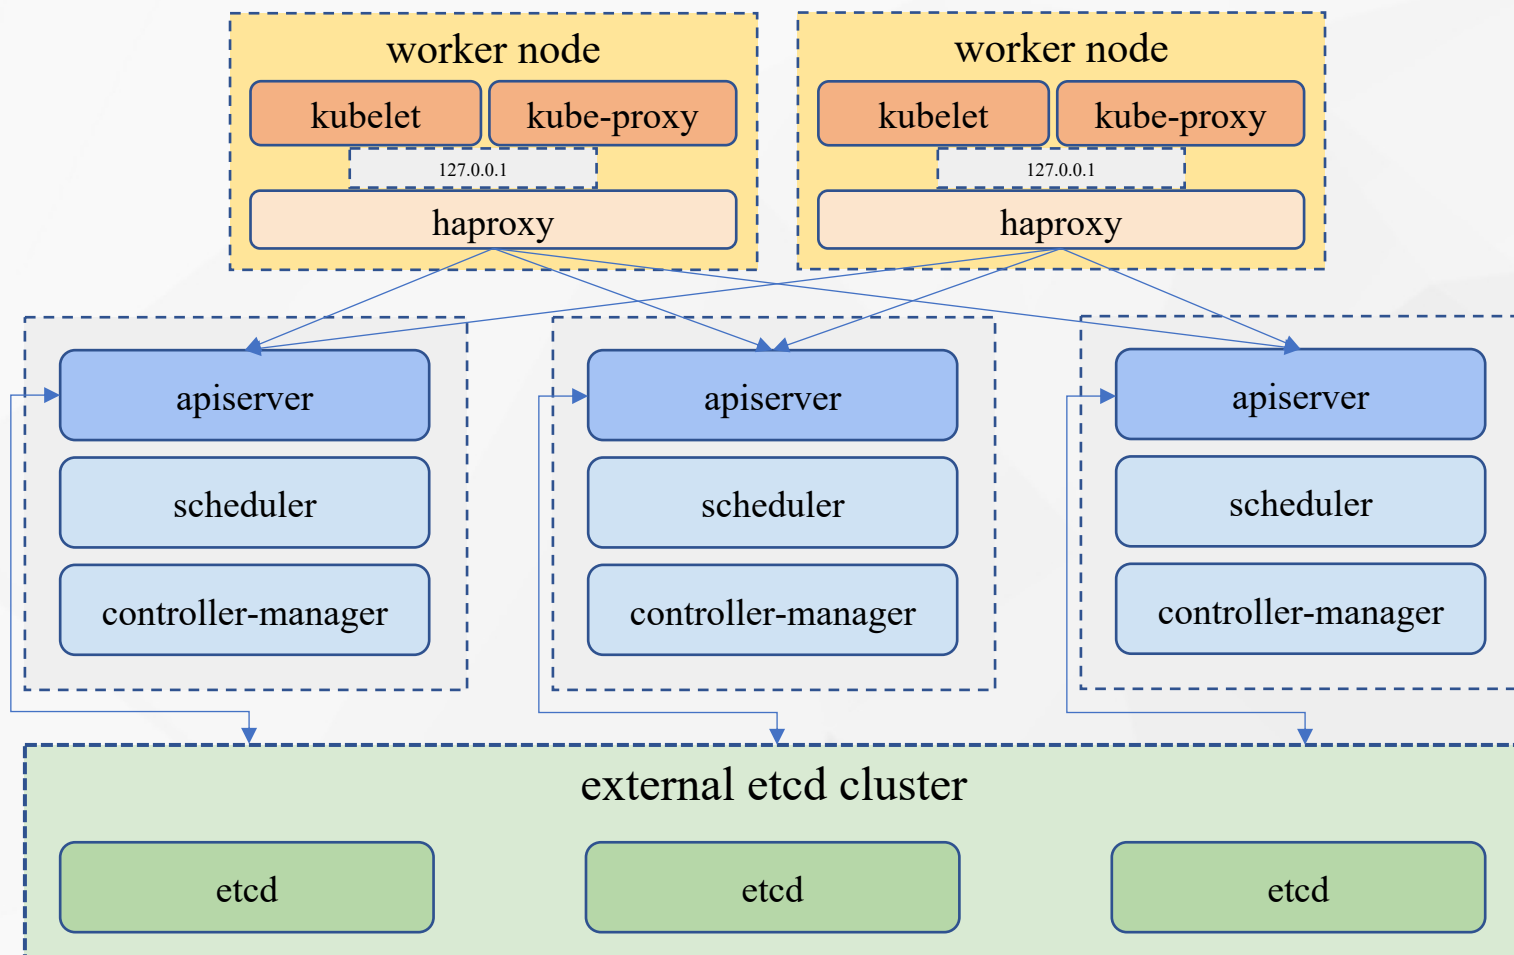 worker node
worker node
kubelet
kube-proxy
kubelet
kube-proxy
127.0.0.1
127.0.0.1
haproxy
haproxy
apiserver
apiserver
apiserver
scheduler
scheduler
scheduler
controller-manager
controller-manager
controller-manager
external etcd cluster
etcd
etcd
etcd